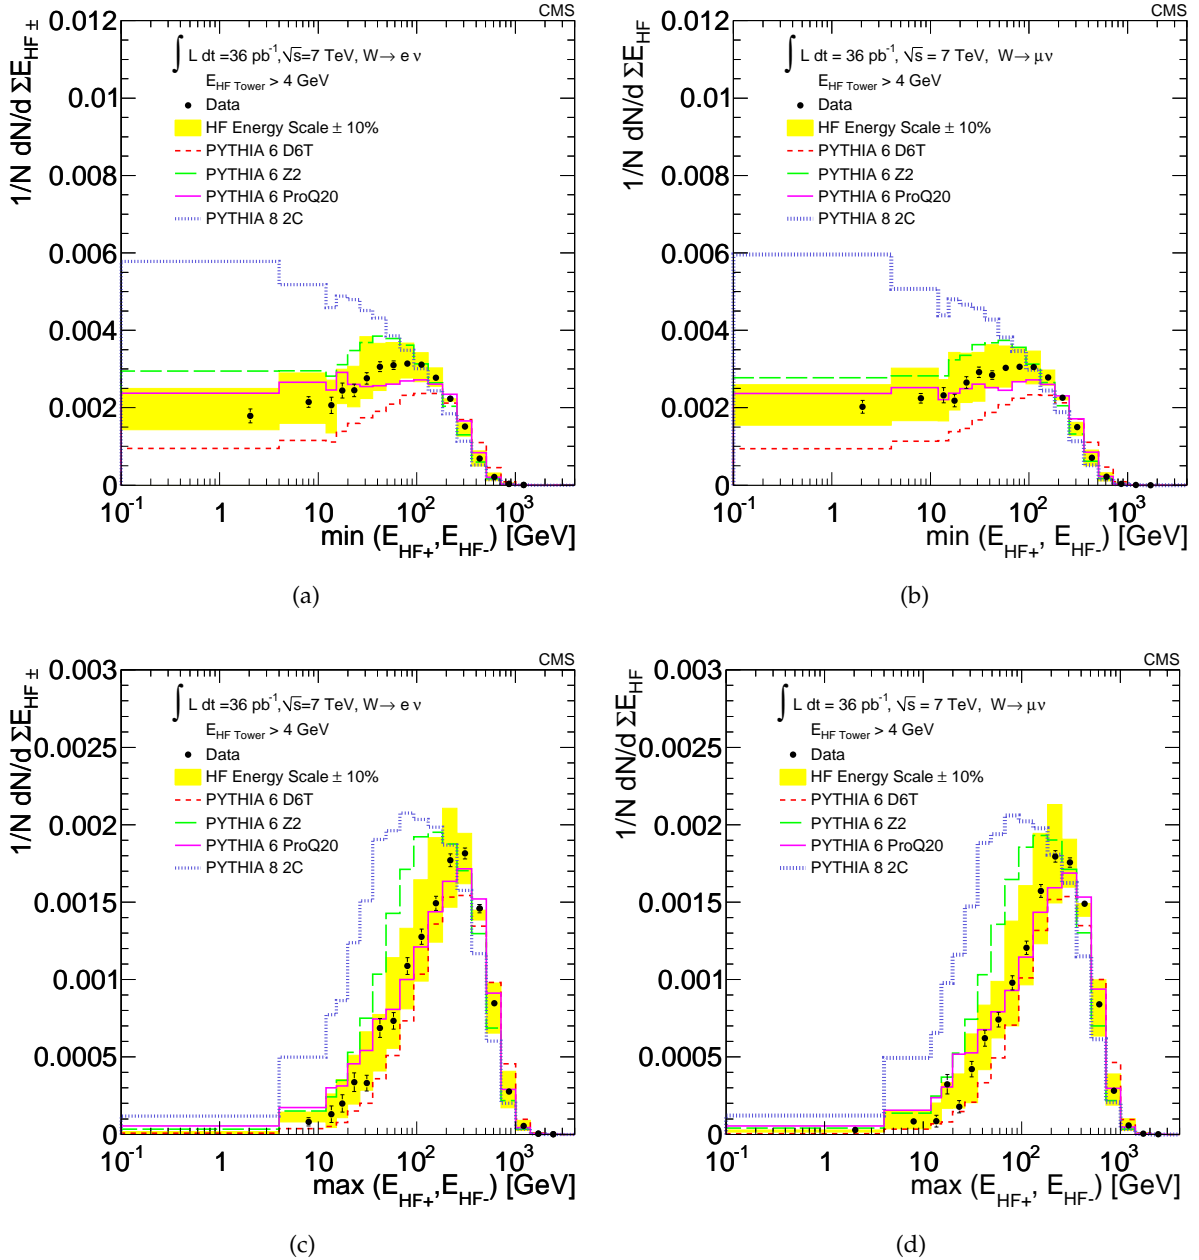 CMS
1/N dN/d ΣE_HF ±
∫ L dt =36 pb⁻¹,√s=7 TeV, W→ e ν
E_HF Tower > 4 GeV
Data
HF Energy Scale ± 10%
PYTHIA 6 D6T
PYTHIA 6 Z2
PYTHIA 6 ProQ20
PYTHIA 8 2C
0.012
0.01
0.008
0.006
0.004
0.002
0
10⁻¹ 1 10 10² 10³
min (E_HF+,E_HF-) [GeV]
(a)
CMS
1/N dN/d ΣE_HF
∫ L dt = 36 pb⁻¹, √s = 7 TeV, W→ μν
E_HF Tower > 4 GeV
Data
HF Energy Scale ± 10%
PYTHIA 6 D6T
PYTHIA 6 Z2
PYTHIA 6 ProQ20
PYTHIA 8 2C
0.012
0.01
0.008
0.006
0.004
0.002
0
10⁻¹ 1 10 10² 10³
min (E_HF+, E_HF-) [GeV]
(b)
CMS
1/N dN/d ΣE_HF ±
∫ L dt =36 pb⁻¹,√s=7 TeV, W→ e ν
E_HF Tower > 4 GeV
Data
HF Energy Scale ± 10%
PYTHIA 6 D6T
PYTHIA 6 Z2
PYTHIA 6 ProQ20
PYTHIA 8 2C
0.003
0.0025
0.002
0.0015
0.001
0.0005
0
10⁻¹ 1 10 10² 10³
max (E_HF+,E_HF-) [GeV]
(c)
CMS
1/N dN/d ΣE_HF
∫ L dt = 36 pb⁻¹, √s = 7 TeV, W→ μν
E_HF Tower > 4 GeV
Data
HF Energy Scale ± 10%
PYTHIA 6 D6T
PYTHIA 6 Z2
PYTHIA 6 ProQ20
PYTHIA 8 2C
0.003
0.0025
0.002
0.0015
0.001
0.0005
0
10⁻¹ 1 10 10² 10³
max (E_HF+, E_HF-) [GeV]
(d)